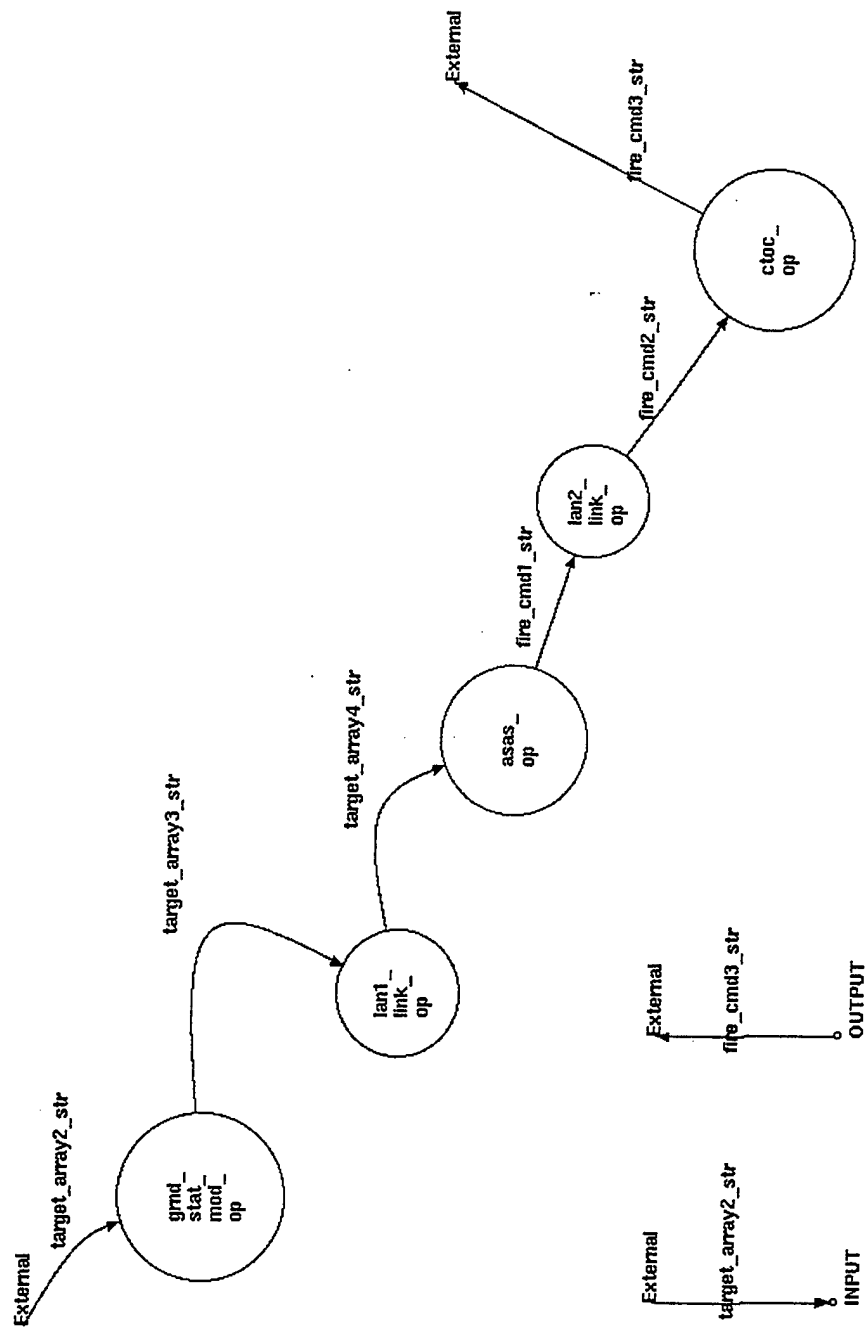 External
target_array2_str
grnd_
stat_
mod_
op
target_array3_str
lan1_
link_
op
target_array4_str
asas_
op
fire_cmd1_str
lan2_
link_
op
fire_cmd2_str
ctoc_
op
fire_cmd3_str
External
External
target_array2_str
INPUT
External
fire_cmd3_str
OUTPUT